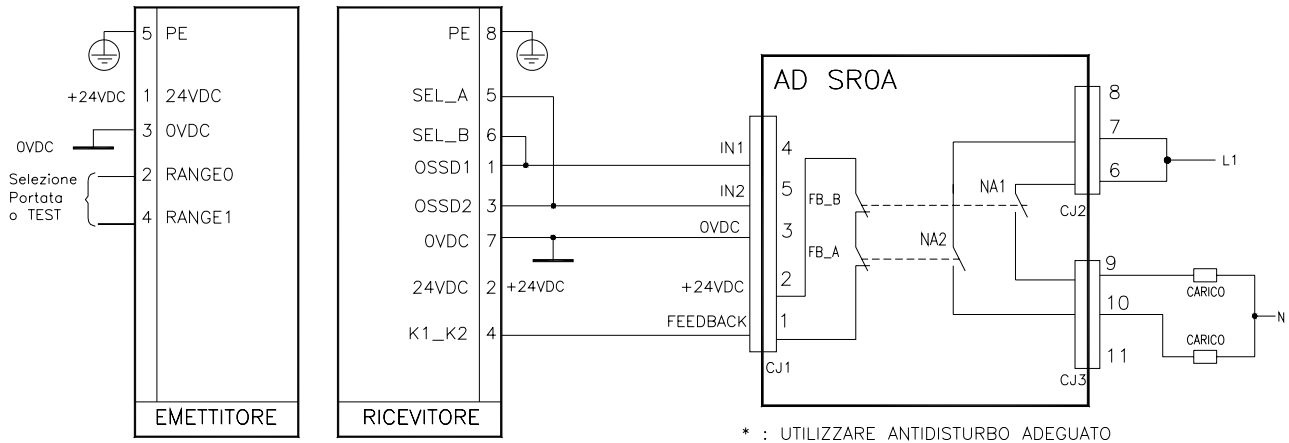 5 PE
+24VDC 1 24VDC
3 0VDC
0VDC
2 RANGE0
Selezione
Portata
o TEST
4 RANGE1
EMETTITORE
PE 8
SEL_A 5
SEL_B 6
OSSD1 1
OSSD2 3
0VDC 7
24VDC 2 +24VDC
K1_K2 4
RICEVITORE
AD SR0A
IN1 4
IN2 5
0VDC 3
+24VDC 2
FEEDBACK 1
CJ1
FB_B
FB_A
NA1
NA2
8
7
6
CJ2
L1
9
10
11
CJ3
CARICO
CARICO
N
* : UTILIZZARE ANTIDISTURBO ADEGUATO